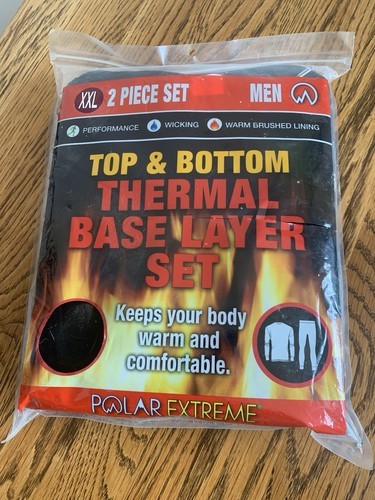 XXL 2 PIECE SET MEN
PERFORMANCE WICKING WARM BRUSHED LINING
TOP & BOTTOM
THERMAL
BASE LAYER
SET
Keeps your body
warm and
comfortable.
POLAR EXTREME®